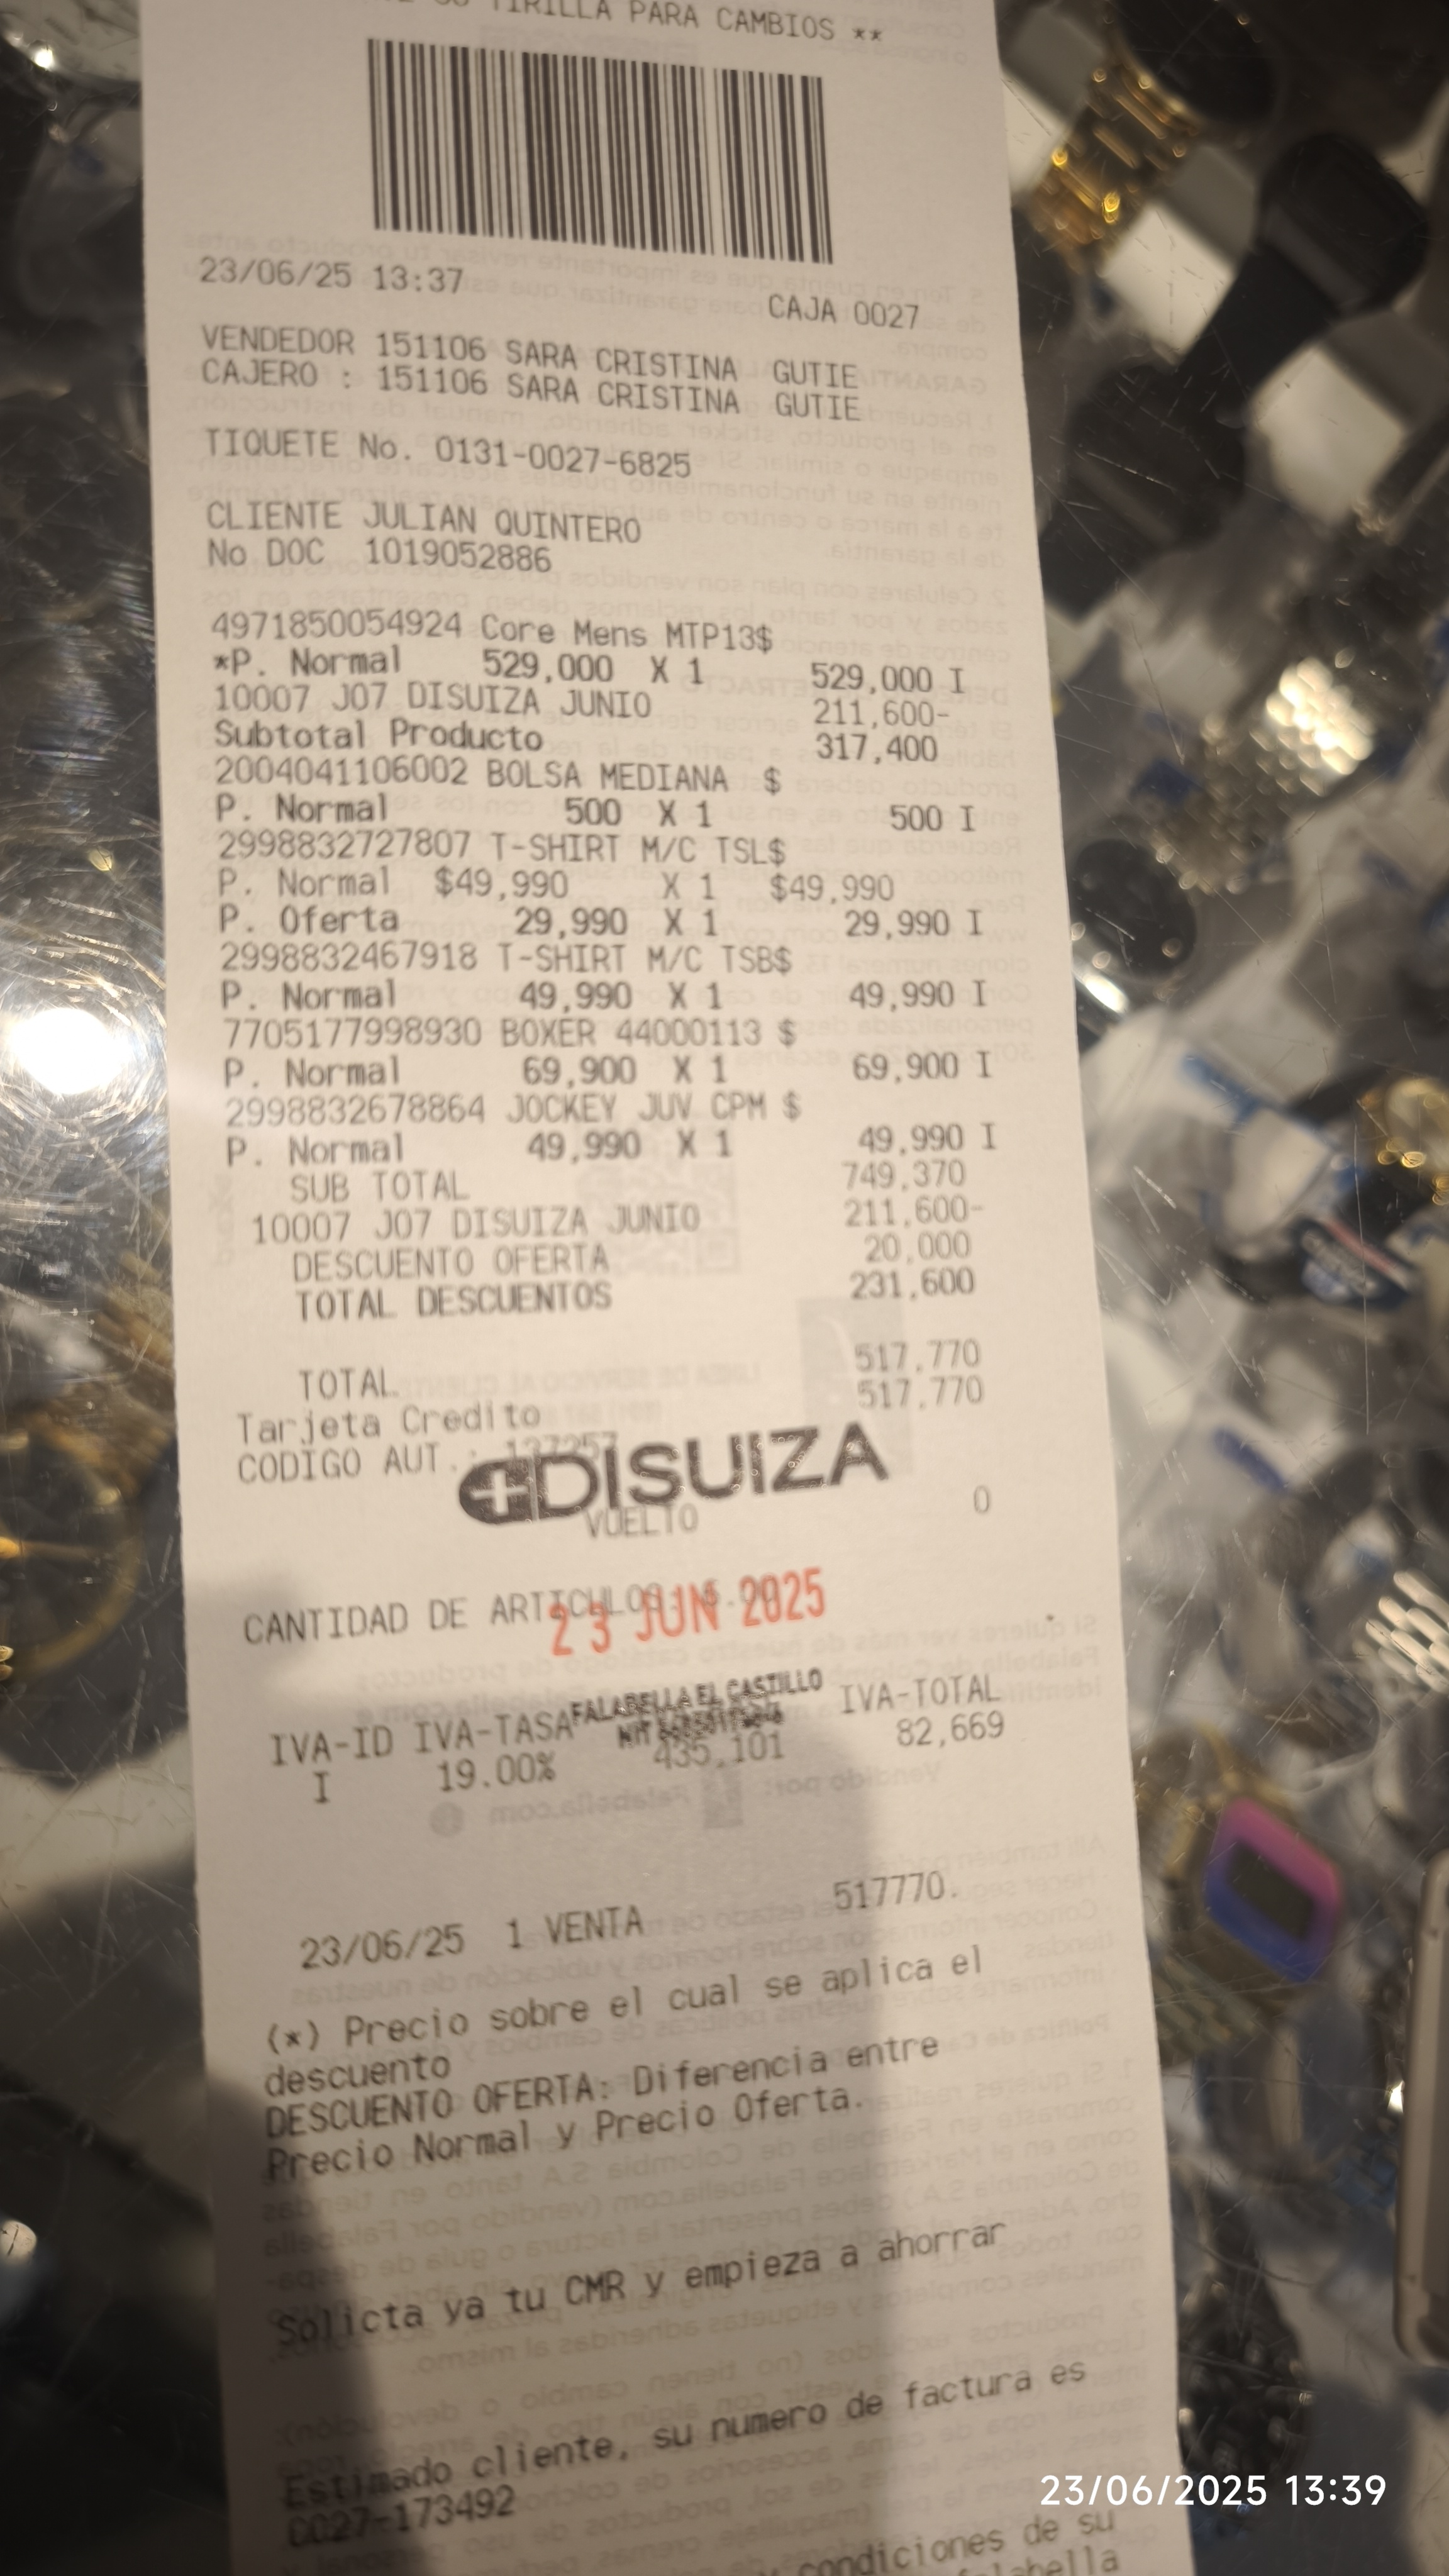 TIRILLA PARA CAMBIOS **
23/06/25 13:37
CAJA 0027
VENDEDOR 151106 SARA CRISTINA GUTIE
CAJERO : 151106 SARA CRISTINA GUTIE
TIQUETE No. 0131-0027-6825
CLIENTE JULIAN QUINTERO
No DOC 1019052886
4971850054924 Core Mens MTP13$
*P. Normal 529,000 X 1 529,000 I
10007 J07 DISUIZA JUNIO 211,600-
Subtotal Producto 317,400
2004041106002 BOLSA MEDIANA $
P. Normal 500 X 1 500 I
2998832727807 T-SHIRT M/C TSL$
P. Normal $49,990 X 1 $49,990
P. Oferta 29,990 X 1 29,990 I
2998832467918 T-SHIRT M/C TSB$
P. Normal 49,990 X 1 49,990 I
7705177998930 BOXER 44000113 $
P. Normal 69,900 X 1 69,900 I
2998832678864 JOCKEY JUV CPM $
P. Normal 49,990 X 1 49,990 I
SUB TOTAL 749,370
10007 J07 DISUIZA JUNIO 211,600-
DESCUENTO OFERTA 20,000
TOTAL DESCUENTOS 231,600
TOTAL 517,770
Tarjeta Credito 517,770
CODIGO AUT. :
DISUIZA
VUELTO 0
CANTIDAD DE ARTICULOS:
23 JUN 2025
FALABELLA EL CASTILLO
NIT
IVA-ID IVA-TASA IVA-TOTAL
I 19.00% 435,101 82,669
23/06/25 1 VENTA 517770.
(*) Precio sobre el cual se aplica el
descuento
DESCUENTO OFERTA: Diferencia entre
Precio Normal y Precio Oferta.
Solicta ya tu CMR y empieza a ahorrar
Estimado cliente, su numero de factura es
0027-173492
condiciones de su
falabella
23/06/2025 13:39